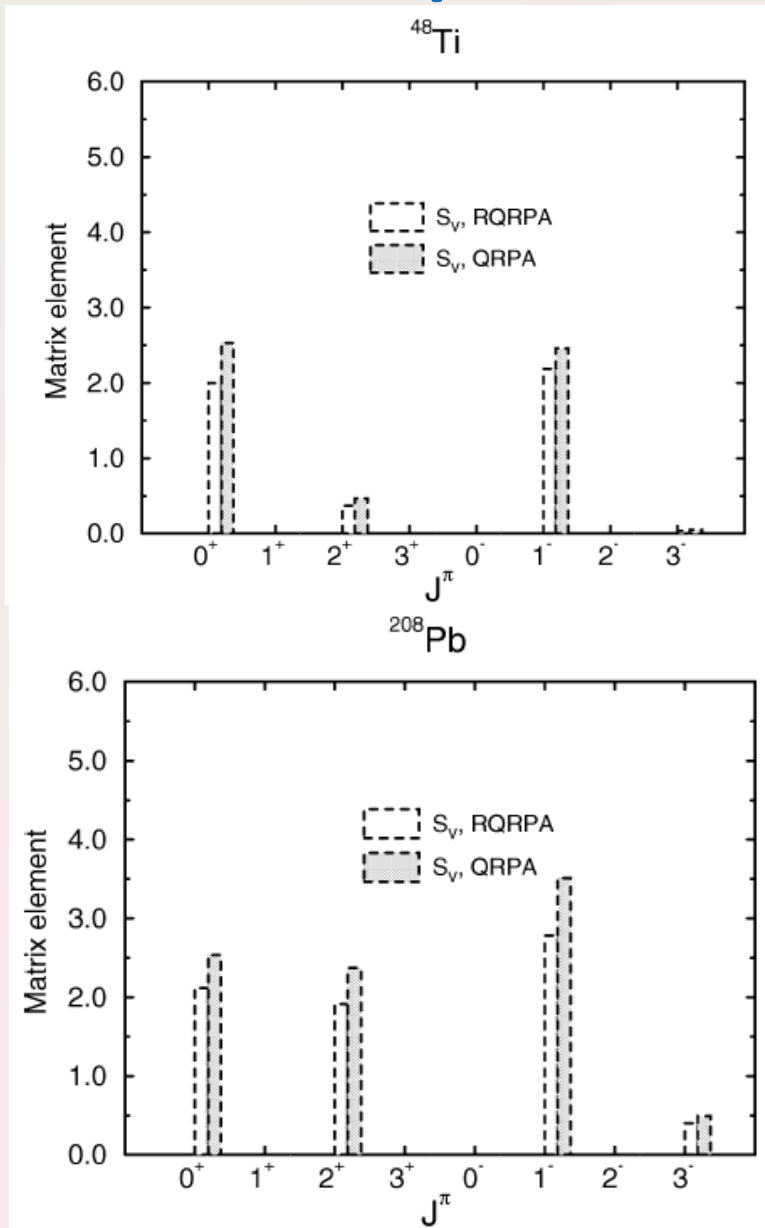 ⁴⁸Ti
6.0
5.0
4.0
3.0
2.0
1.0
0.0
Matrix element
Sᵥ, RQRPA
Sᵥ, QRPA
0⁺ 1⁺ 2⁺ 3⁺ 0⁻ 1⁻ 2⁻ 3⁻
J^π
²⁰⁸Pb
6.0
5.0
4.0
3.0
2.0
1.0
0.0
Matrix element
Sᵥ, RQRPA
Sᵥ, QRPA
0⁺ 1⁺ 2⁺ 3⁺ 0⁻ 1⁻ 2⁻ 3⁻
J^π